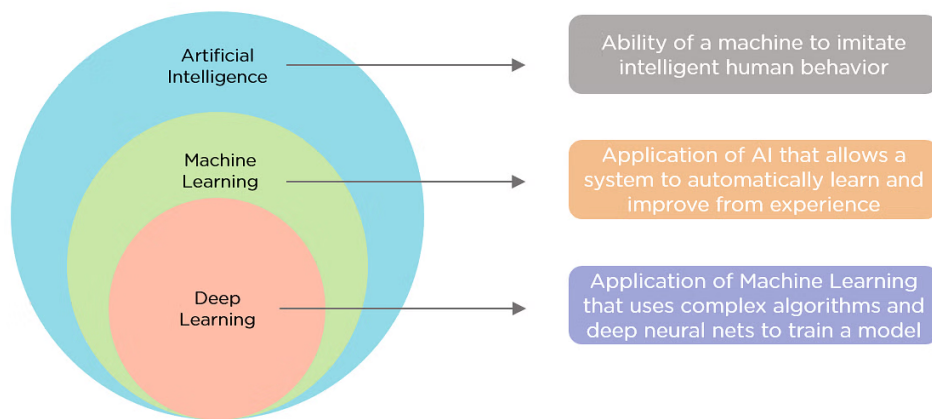 Artificial
Intelligence
Ability of a machine to imitate
intelligent human behavior
Machine
Learning
Application of AI that allows a
system to automatically learn and
improve from experience
Deep
Learning
Application of Machine Learning
that uses complex algorithms and
deep neural nets to train a model